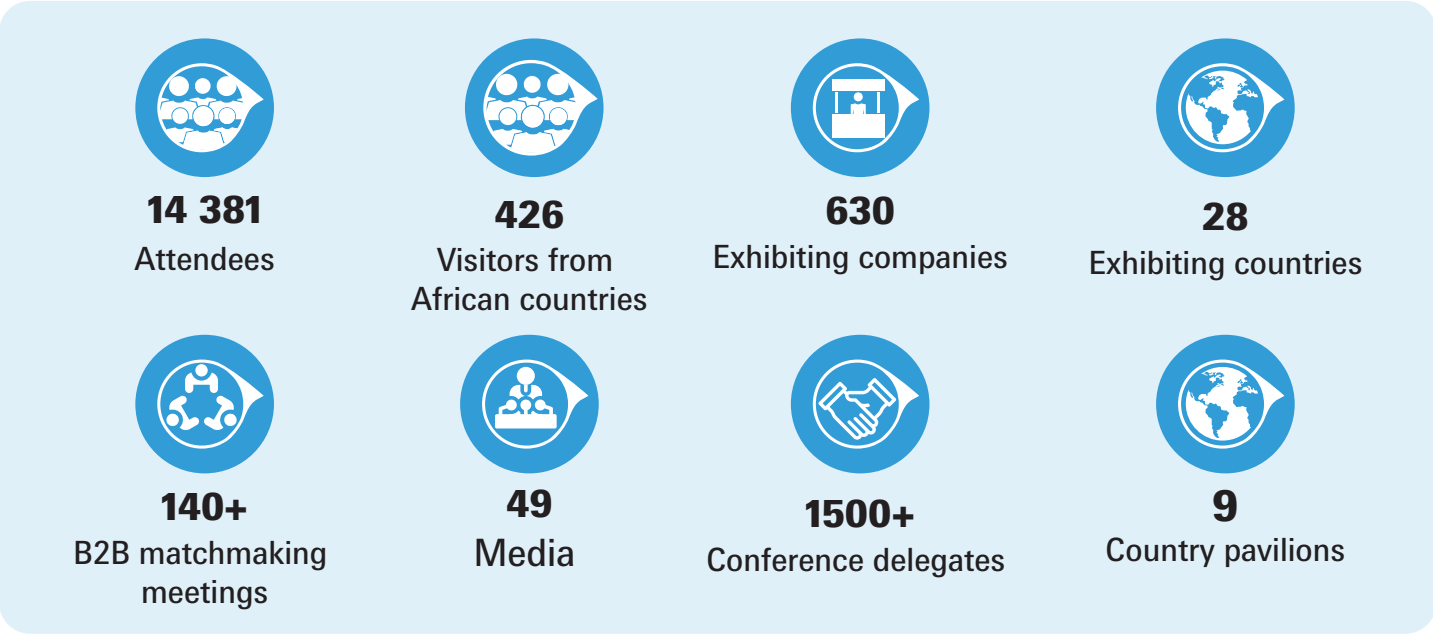 14 381
Attendees
426
Visitors from
African countries
630
Exhibiting companies
28
Exhibiting countries
140+
B2B matchmaking
meetings
49
Media
1500+
Conference delegates
9
Country pavilions